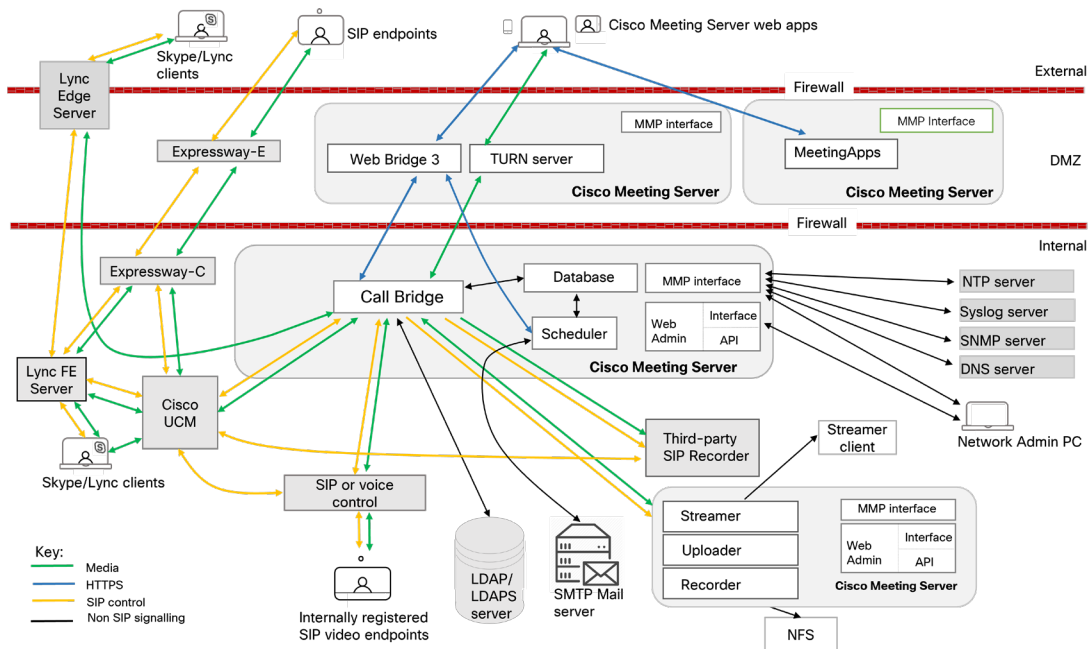 SIP endpoints
Cisco Meeting Server web apps
Skype/Lync
clients
External
Lync
Edge
Server
Firewall
Firewall
MMP interface
MMP Interface
Expressway-E
Web Bridge 3
TURN server
MeetingApps
DMZ
Cisco Meeting Server
Cisco Meeting Server
Firewall
Internal
Expressway-C
Database
MMP interface
NTP server
Call Bridge
Syslog server
Scheduler
Web
Admin
Interface
API
SNMP server
Cisco Meeting Server
DNS server
Lync FE
Server
Cisco
UCM
Network Admin PC
Third-party
SIP Recorder
Streamer
client
Skype/Lync clients
SIP or voice
control
Streamer
MMP interface
Uploader
Web
Admin
Interface
API
Recorder
Cisco Meeting Server
Key:
Media
HTTPS
SIP control
Non SIP signalling
LDAP/
LDAPS
server
SMTP Mail
server
Internally registered
SIP video endpoints
NFS